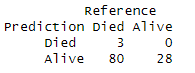 Reference
Prediction Died Alive
Died 3 0
Alive 80 28